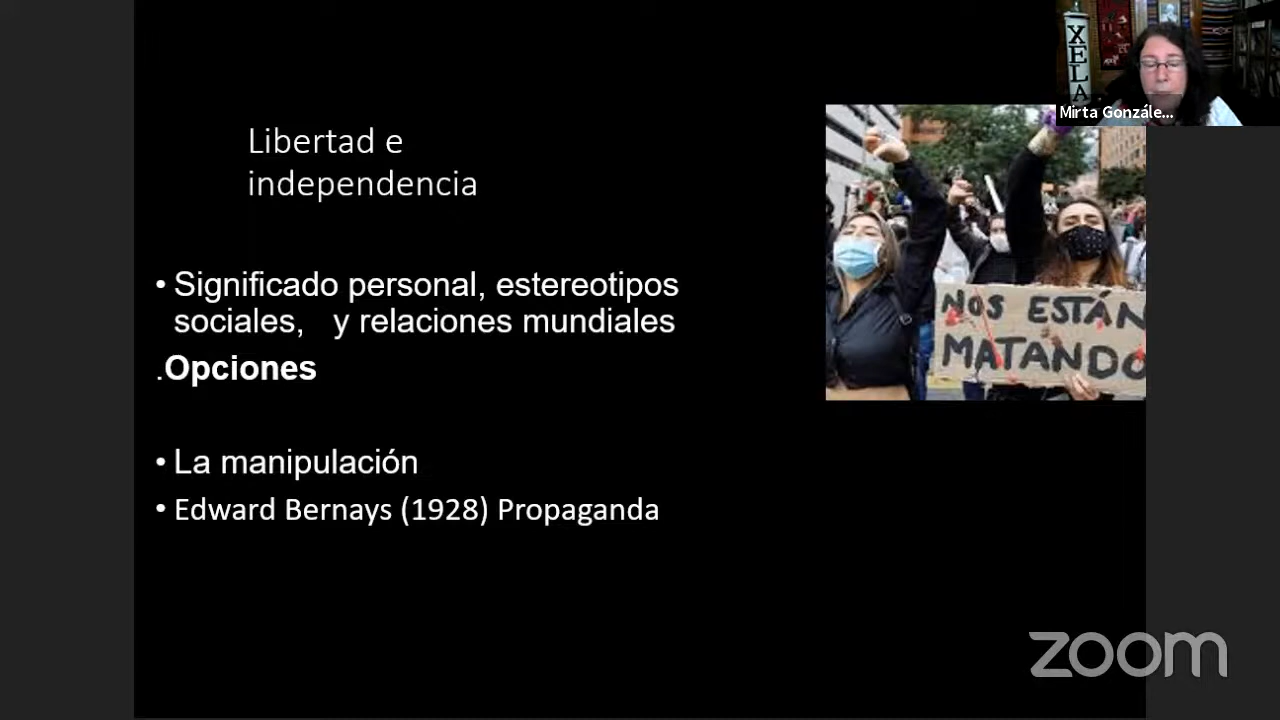 XELA
Mirta Gonzále...
Libertad e
independencia
• Significado personal, estereotipos
sociales, y relaciones mundiales
.Opciones
NOS ESTÁN
MATANDO
• La manipulación
• Edward Bernays (1928) Propaganda
zoom